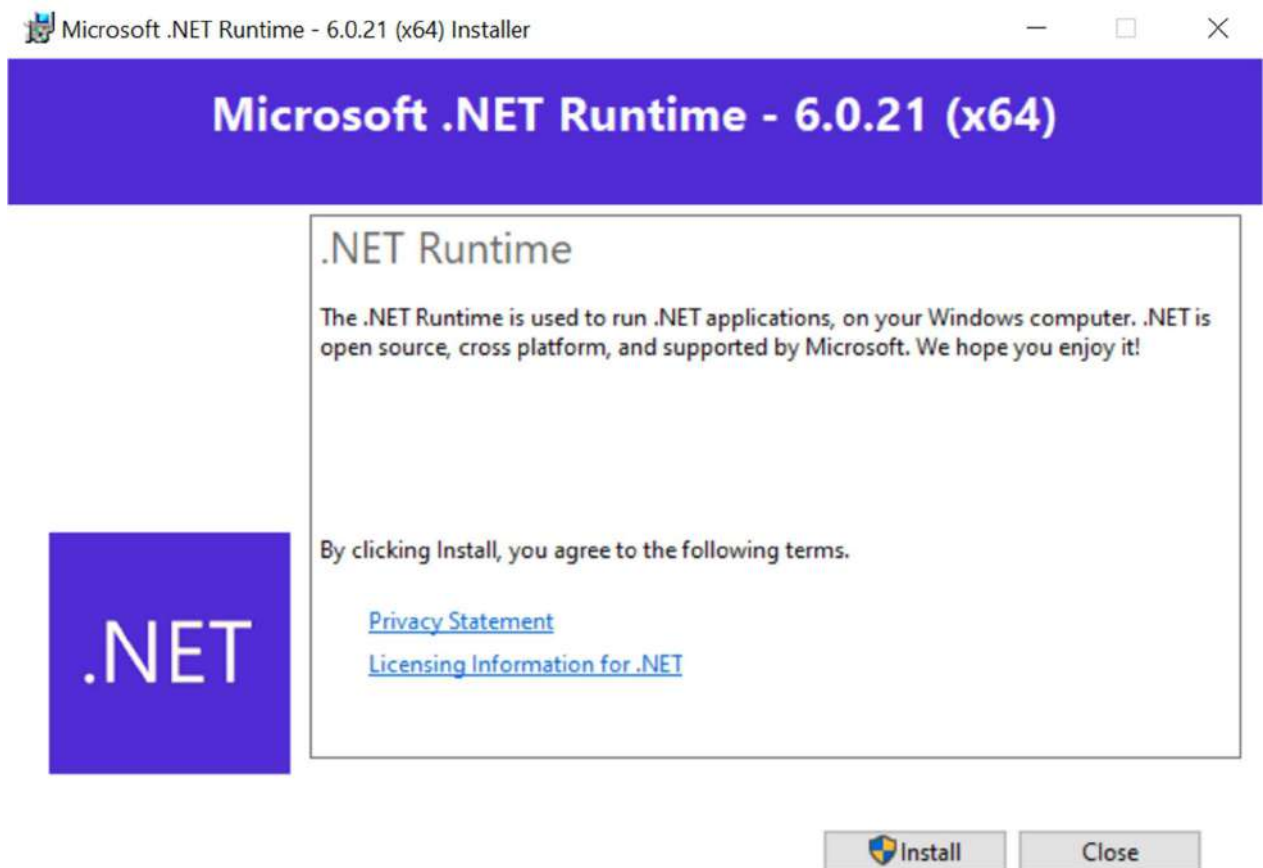 Microsoft .NET Runtime - 6.0.21 (x64) Installer
Microsoft .NET Runtime - 6.0.21 (x64)
.NET Runtime
The .NET Runtime is used to run .NET applications, on your Windows computer. .NET is
open source, cross platform, and supported by Microsoft. We hope you enjoy it!
By clicking Install, you agree to the following terms.
Privacy Statement
Licensing Information for .NET
.NET
Install
Close